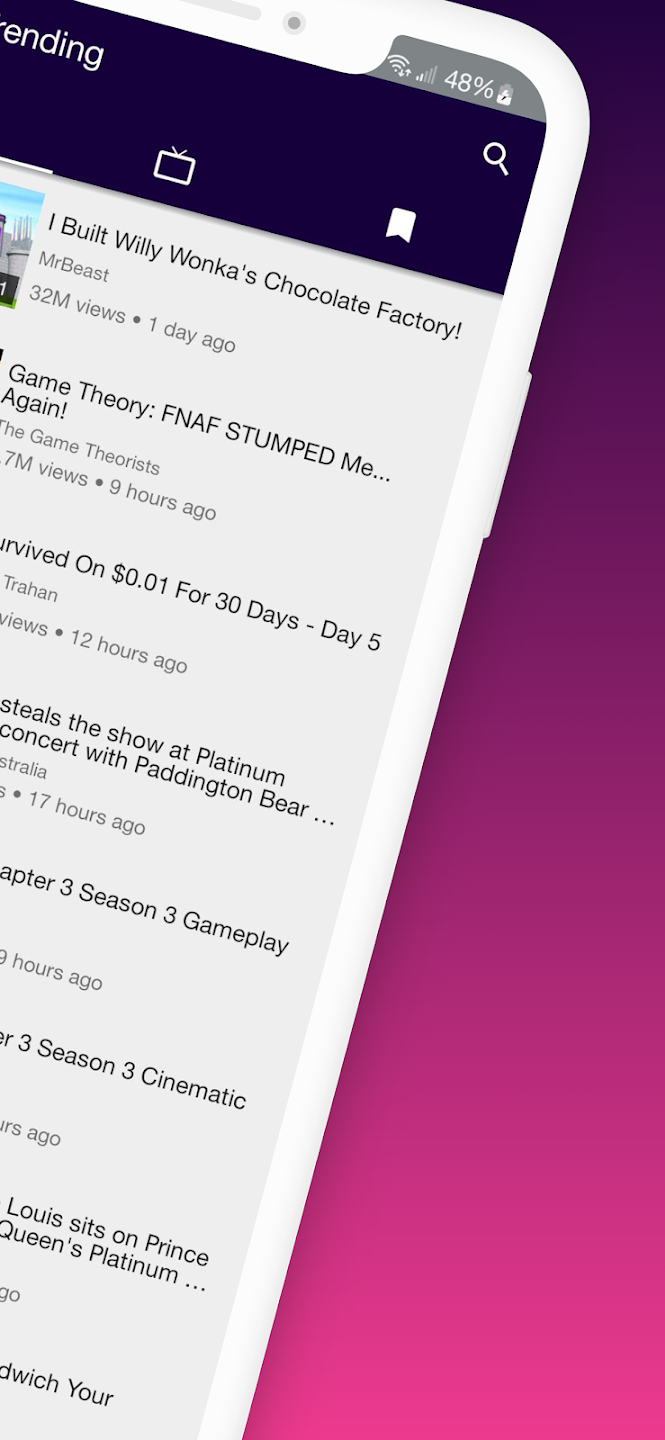 rending
48%
1
I Built Willy Wonka's Chocolate Factory!
MrBeast
32M views • 1 day ago
Game Theory: FNAF STUMPED Me...
Again!
The Game Theorists
.7M views • 9 hours ago
urvived On $0.01 For 30 Days - Day 5
Trahan
views • 12 hours ago
steals the show at Platinum
concert with Paddington Bear ...
stralia
s • 17 hours ago
apter 3 Season 3 Gameplay
9 hours ago
er 3 Season 3 Cinematic
urs ago
Louis sits on Prince
Queen's Platinum ...
go
dwich Your